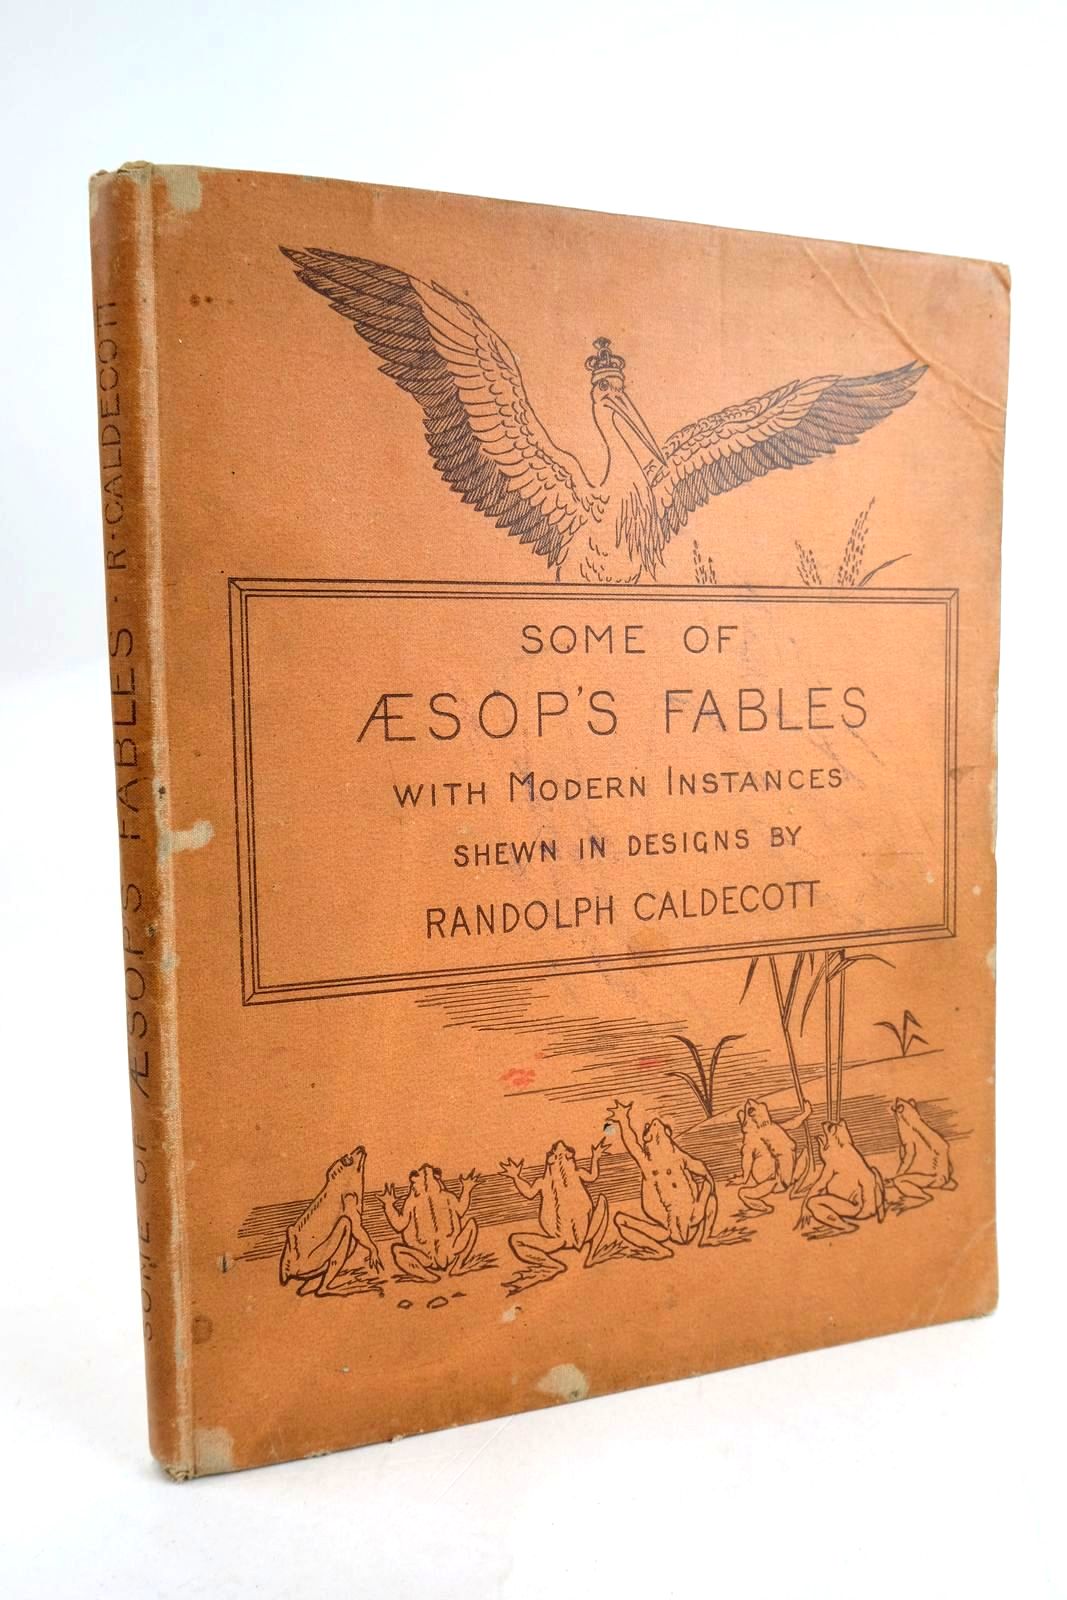 SOME OF
ÆSOP'S FABLES
WITH MODERN INSTANCES
SHEWN IN DESIGNS BY
RANDOLPH CALDECOTT
SOME OF ÆSOP'S FABLES · R · CALDECOTT